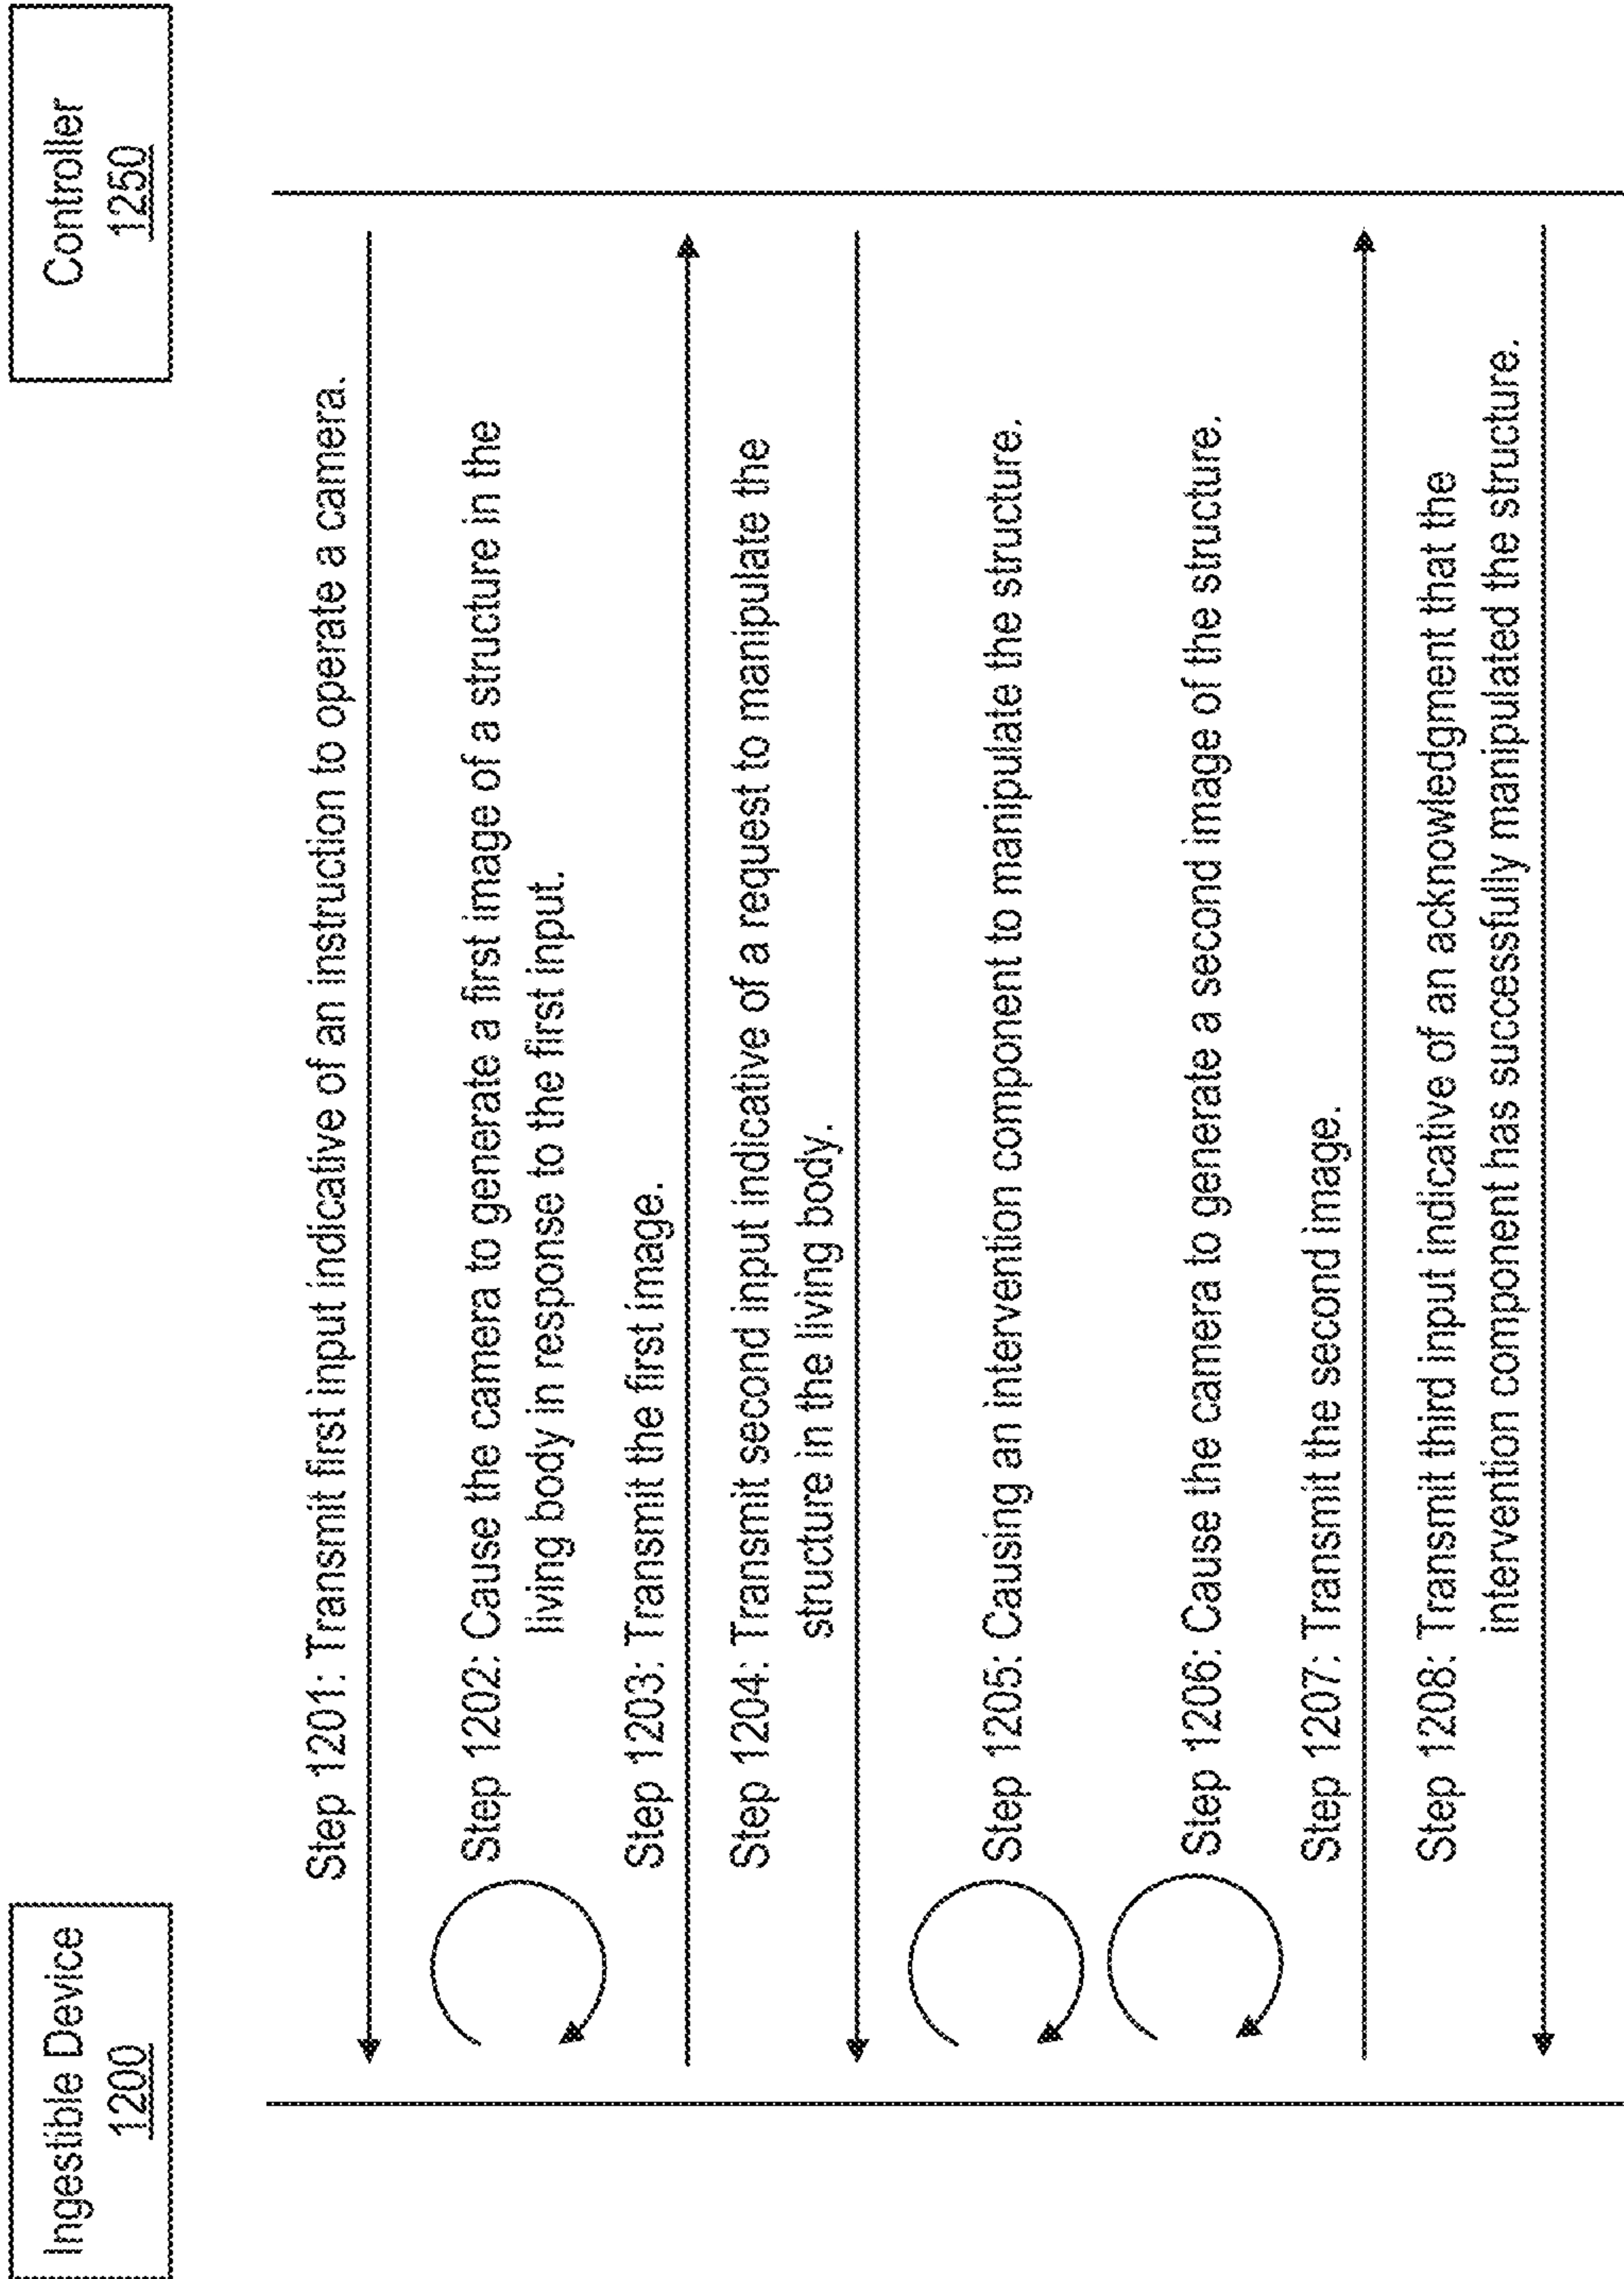 Ingestible Device
1200
Controller
1250
Step 1201: Transmit first input indicative of an instruction to operate a camera.
Step 1202: Cause the camera to generate a first image of a structure in the
living body in response to the first input.
Step 1203: Transmit the first image.
Step 1204: Transmit second input indicative of a request to manipulate the
structure in the living body.
Step 1205: Causing an intervention component to manipulate the structure.
Step 1206: Cause the camera to generate a second image of the structure.
Step 1207: Transmit the second image.
Step 1208: Transmit third input indicative of an acknowledgment that the
intervention component has successfully manipulated the structure.